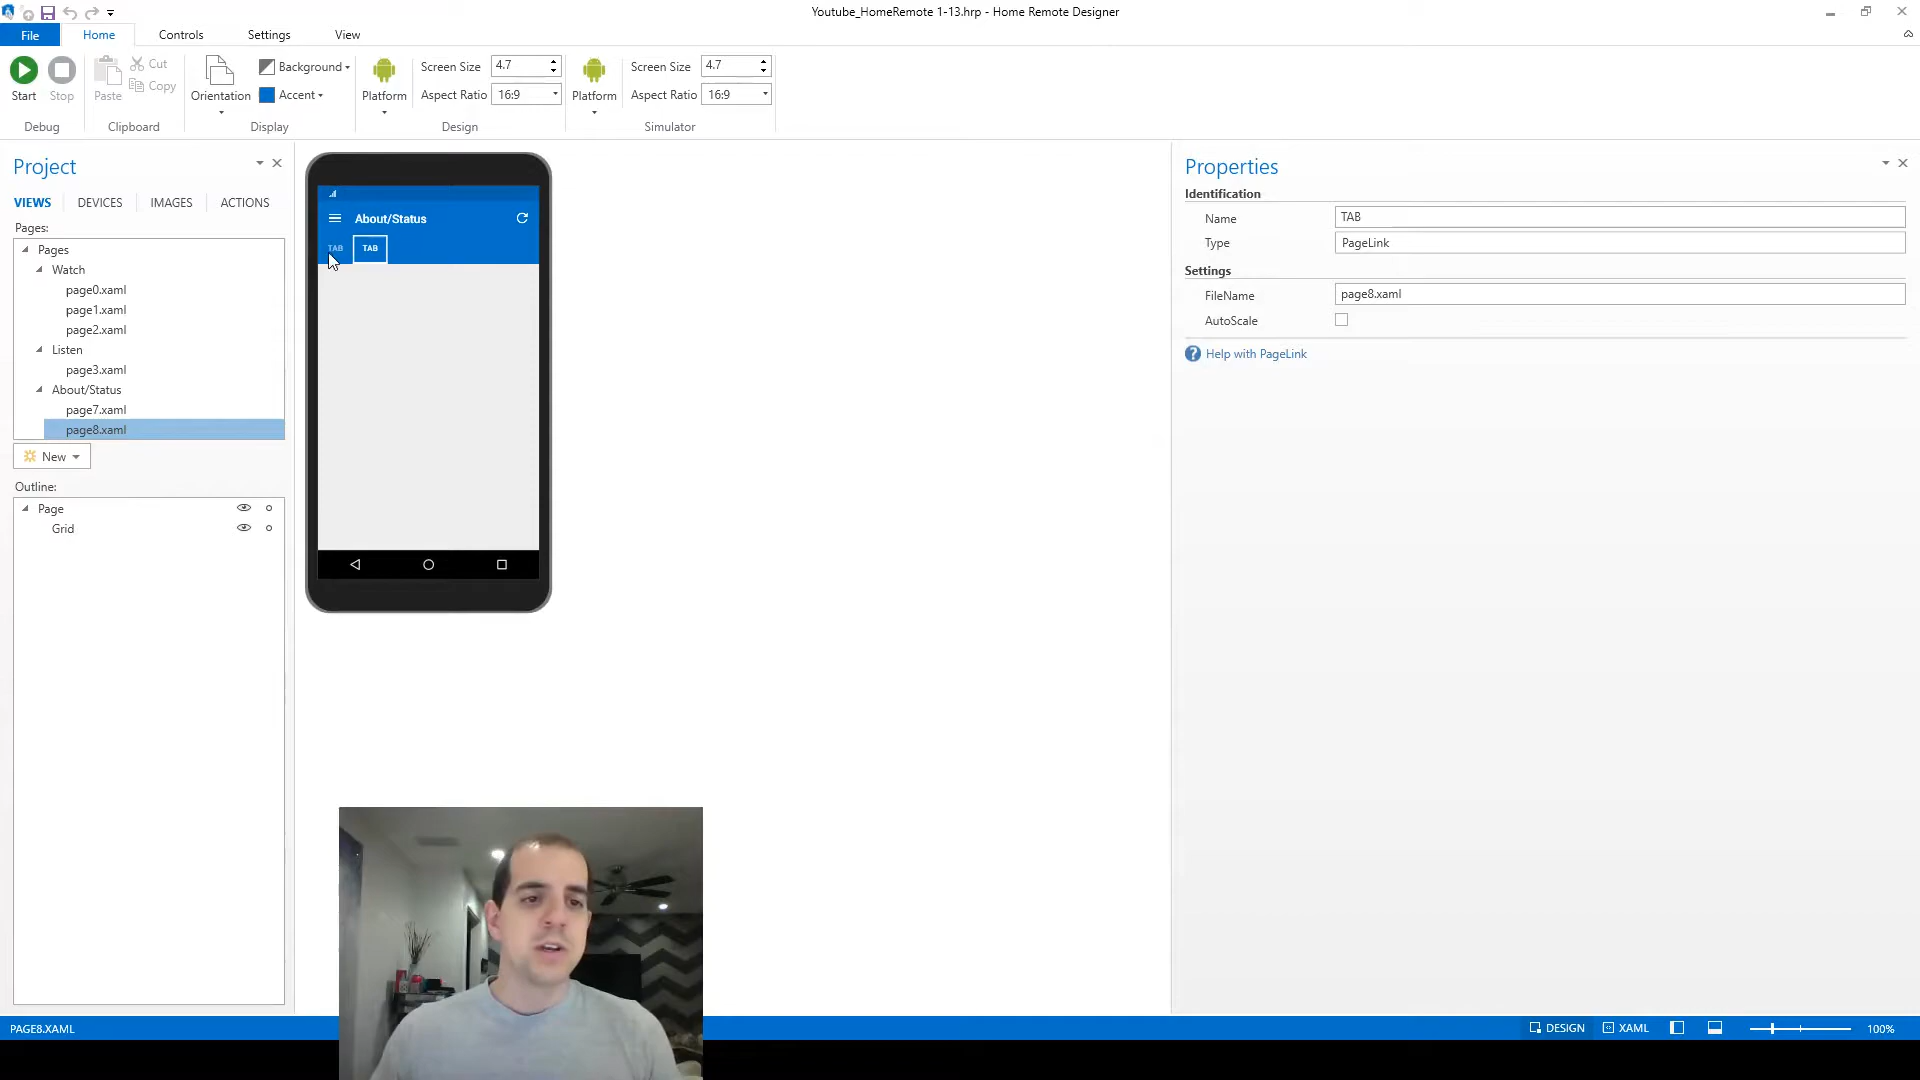 Youtube_HomeRemote 1-13.hrp - Home Remote Designer
File Home Controls Settings View
Start Stop Paste Cut Copy Orientation Background Accent Platform Screen Size 4.7 Aspect Ratio 16:9 Platform Screen Size 4.7 Aspect Ratio 16:9
Debug Clipboard Display Design Simulator
Project
VIEWS DEVICES IMAGES ACTIONS
Pages:
Pages
Watch
page0.xaml
page1.xaml
page2.xaml
Listen
page3.xaml
About/Status
page7.xaml
page8.xaml
New
Outline:
Page
Grid
About/Status
TAB TAB
Properties
Identification
Name TAB
Type PageLink
Settings
FileName page8.xaml
AutoScale
? Help with PageLink
PAGE8.XAML DESIGN XAML 100%